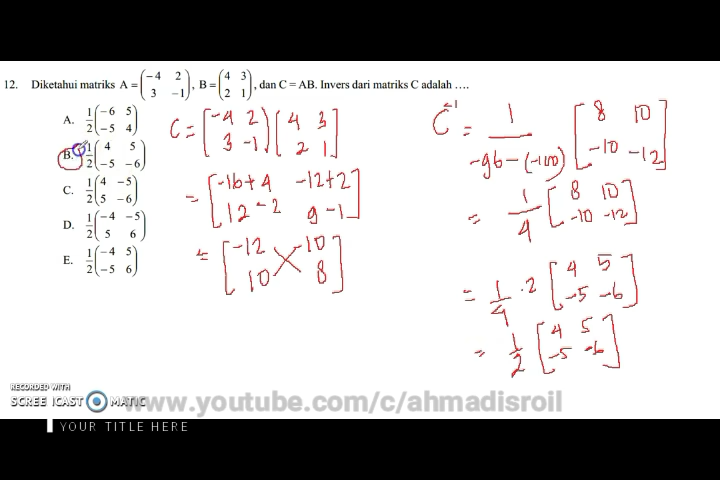 12. Diketahui matriks A = (-4 2 3 -1), B = (4 3 2 1), dan C = AB. Invers dari matriks C adalah ....
A. 1/2 (-6 5 -5 4)
B. 1/2 (4 5 -5 -6)
C. 1/2 (4 -5 5 -6)
D. 1/2 (-4 -5 5 6)
E. 1/2 (-4 5 -5 6)
C = [-4 2 3 -1] [4 3 2 1]
= [-16+4 -12+2 12-2 9-1]
= [-12 -10 10 8]
C⁻¹ = 1/-96-(-100) [8 10 -10 -12]
= 1/4 [8 10 -10 -12]
= 1/4 · 2 [4 5 -5 -6]
= 1/2 [4 5 -5 -6]
RECORDED WITH
SCREENCAST MATIC
www.youtube.com/c/ahmadisroil
YOUR TITLE HERE